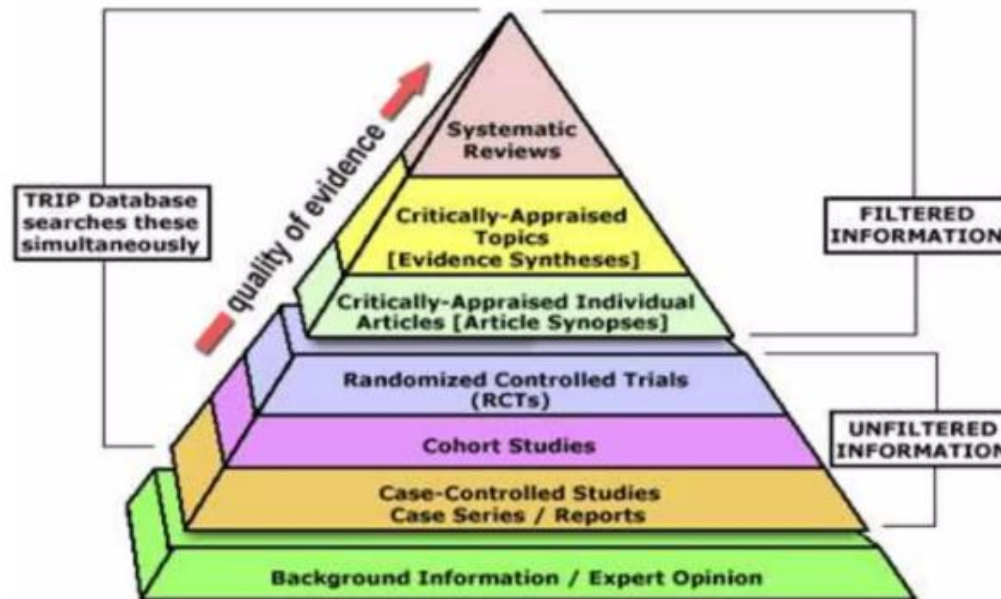 Systematic
Reviews
quality of evidence
TRIP Database
searches these
simultaneously
Critically-Appraised
Topics
[Evidence Syntheses]
FILTERED
INFORMATION
Critically-Appraised Individual
Articles [Article Synopses]
Randomized Controlled Trials
(RCTs)
UNFILTERED
INFORMATION
Cohort Studies
Case-Controlled Studies
Case Series / Reports
Background Information / Expert Opinion